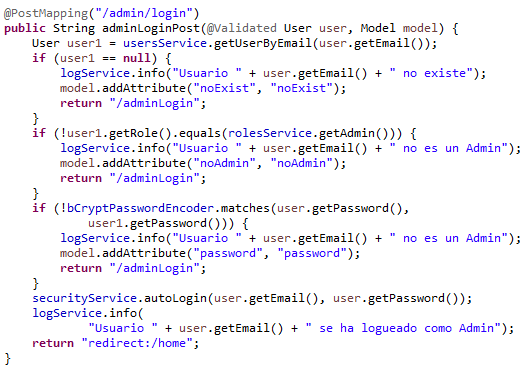 @PostMapping("/admin/login")
public String adminLoginPost(@Validated User user, Model model) {
    User user1 = usersService.getUserByEmail(user.getEmail());
    if (user1 == null) {
        logService.info("Usuario " + user.getEmail() + " no existe");
        model.addAttribute("noExist", "noExist");
        return "/adminLogin";
    }
    if (!user1.getRole().equals(rolesService.getAdmin())) {
        logService.info("Usuario " + user.getEmail() + " no es un Admin");
        model.addAttribute("noAdmin", "noAdmin");
        return "/adminLogin";
    }
    if (!bCryptPasswordEncoder.matches(user.getPassword(),
            user1.getPassword())) {
        logService.info("Usuario " + user.getEmail() + " no es un Admin");
        model.addAttribute("password", "password");
        return "/adminLogin";
    }
    securityService.autoLogin(user.getEmail(), user.getPassword());
    logService.info(
            "Usuario " + user.getEmail() + " se ha logueado como Admin");
    return "redirect:/home";
}